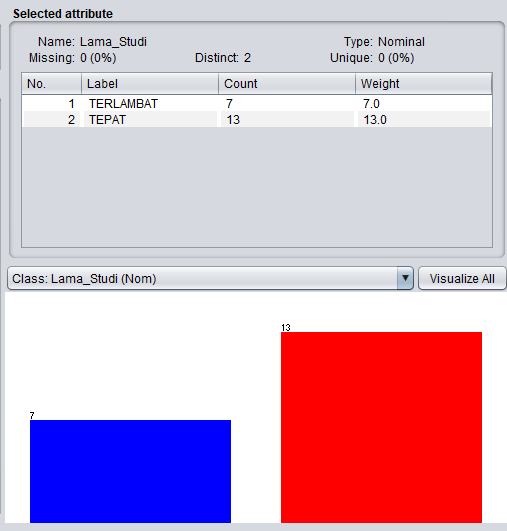 Selected attribute
Name: Lama_Studi Type: Nominal
Missing: 0 (0%) Distinct: 2 Unique: 0 (0%)
No. Label Count Weight
1 TERLAMBAT 7 7.0
2 TEPAT 13 13.0
Class: Lama_Studi (Nom) Visualize All
13
7